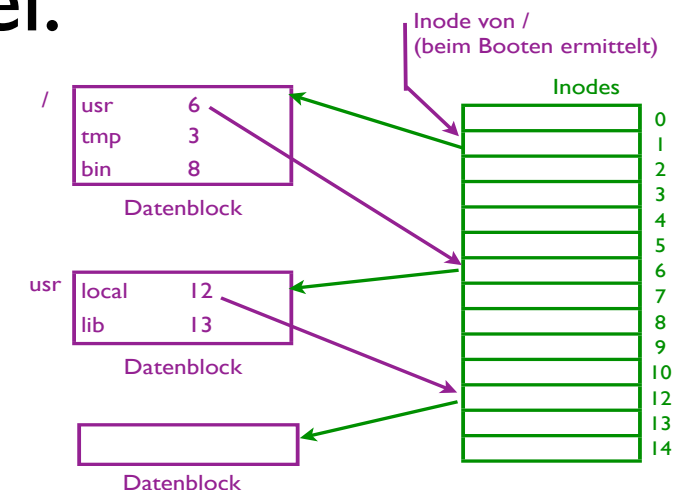 el.
Inode von /
(beim Booten ermittelt)
Inodes
/
usr 6
tmp 3
bin 8
Datenblock
usr
local 12
lib 13
Datenblock
Datenblock
0
1
2
3
4
5
6
7
8
9
10
12
13
14